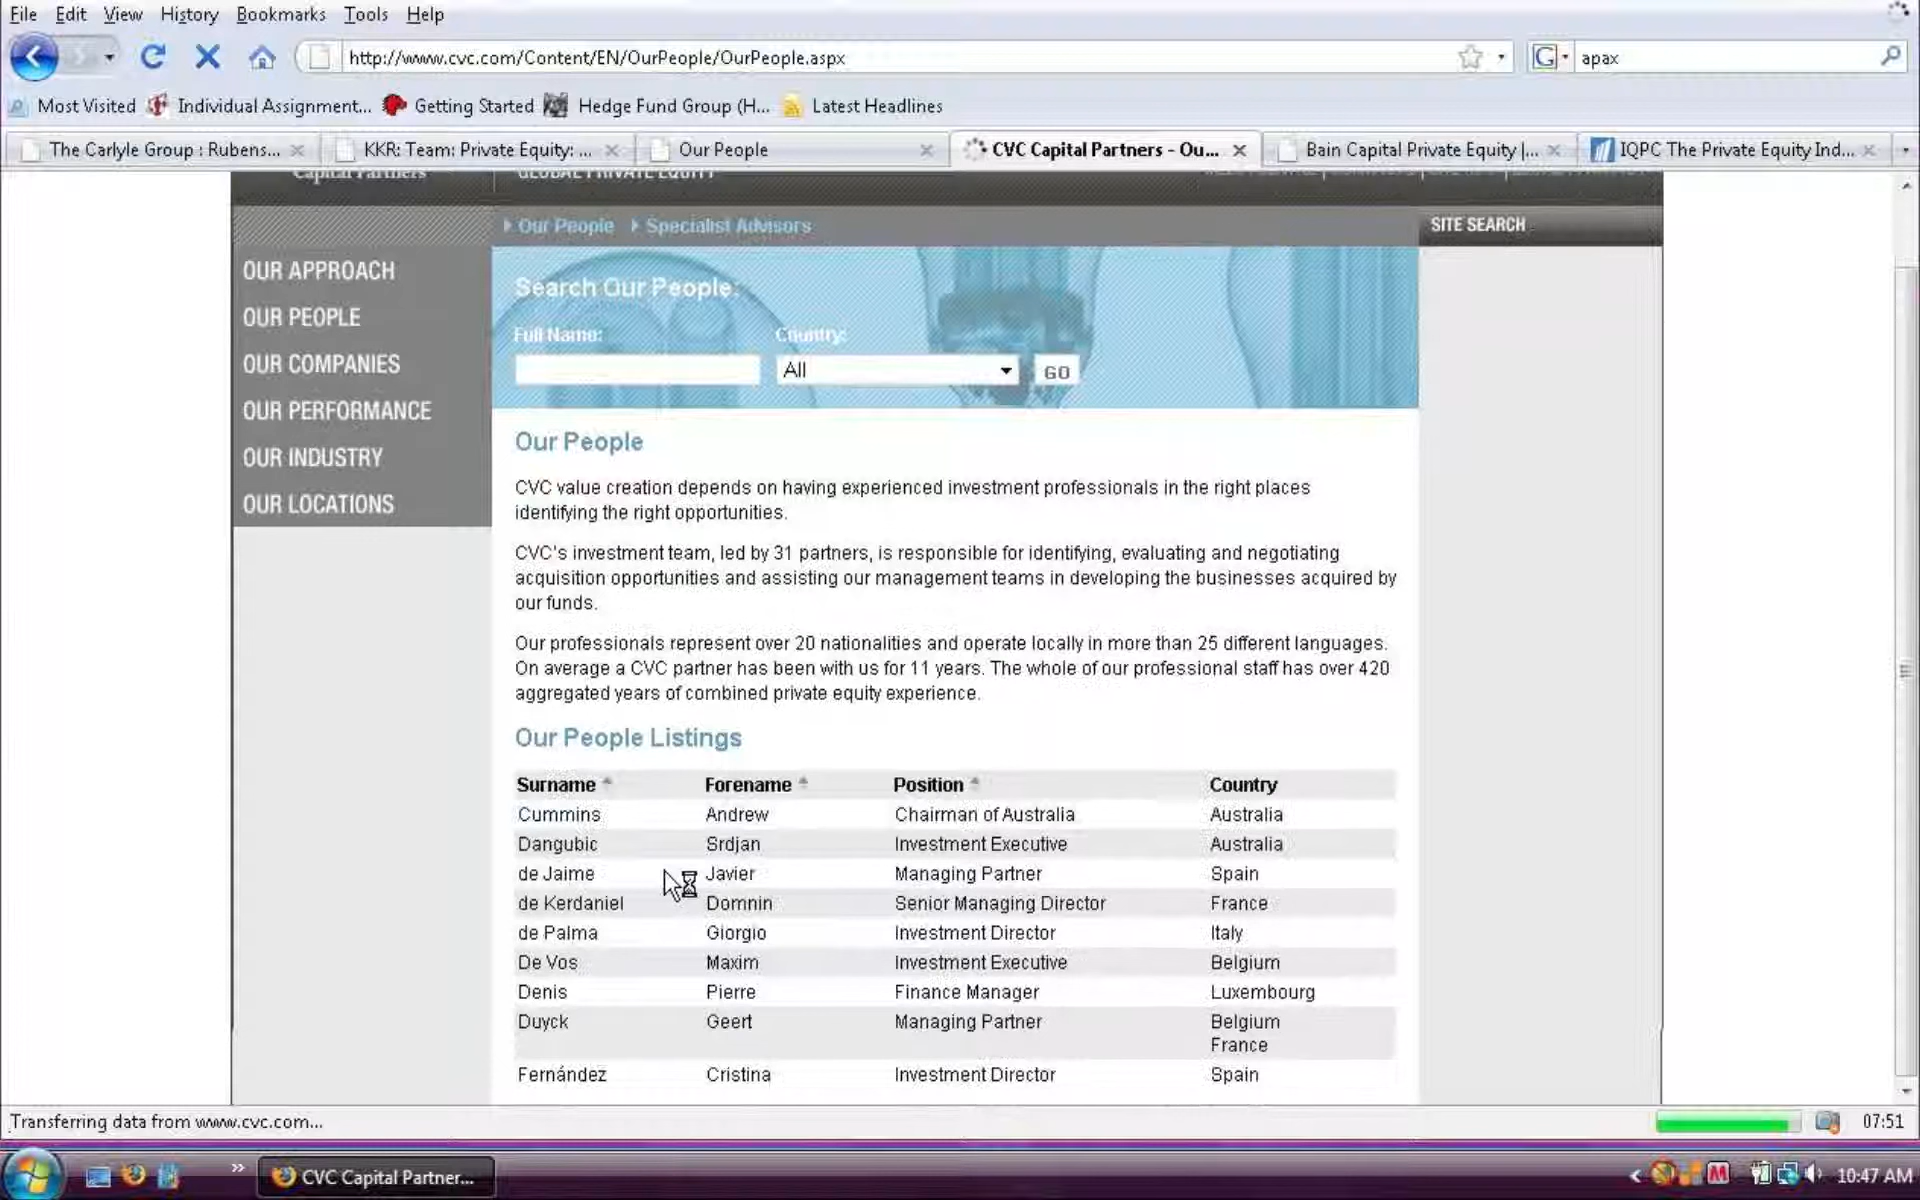 File Edit View History Bookmarks Tools Help
http://www.cvc.com/Content/EN/OurPeople/OurPeople.aspx
apax
Most Visited Individual Assignment... Getting Started Hedge Fund Group (H... Latest Headlines
The Carlyle Group : Rubens... KKR: Team: Private Equity: ... Our People CVC Capital Partners - Ou... Bain Capital Private Equity |... IQPC The Private Equity Ind...
Capital Partners GLOBAL PRIVATE EQUITY
Our People Specialist Advisors SITE SEARCH
OUR APPROACH
OUR PEOPLE
OUR COMPANIES
OUR PERFORMANCE
OUR INDUSTRY
OUR LOCATIONS
Search Our People:
Full Name: Country:
All GO
Our People
CVC value creation depends on having experienced investment professionals in the right places
identifying the right opportunities.
CVC's investment team, led by 31 partners, is responsible for identifying, evaluating and negotiating
acquisition opportunities and assisting our management teams in developing the businesses acquired by
our funds.
Our professionals represent over 20 nationalities and operate locally in more than 25 different languages.
On average a CVC partner has been with us for 11 years. The whole of our professional staff has over 420
aggregated years of combined private equity experience.
Our People Listings
Surname Forename Position Country
Cummins Andrew Chairman of Australia Australia
Dangubic Srdjan Investment Executive Australia
de Jaime Javier Managing Partner Spain
de Kerdaniel Domnin Senior Managing Director France
de Palma Giorgio Investment Director Italy
De Vos Maxim Investment Executive Belgium
Denis Pierre Finance Manager Luxembourg
Duyck Geert Managing Partner Belgium
France
Fernández Cristina Investment Director Spain
Transferring data from www.cvc.com... 07:51
CVC Capital Partner... 10:47 AM